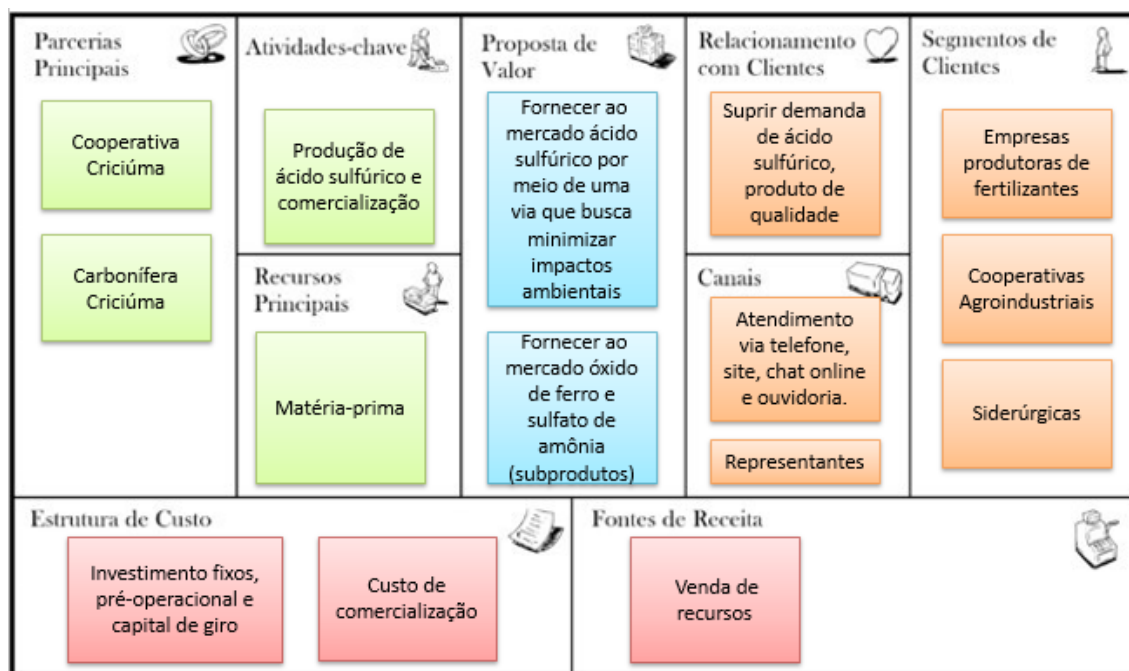 Parcerias
Principais
Cooperativa
Criciúma
Carbonífera
Criciúma
Atividades-chave
Produção de
ácido sulfúrico e
comercialização
Recursos
Principais
Matéria-prima
Proposta de
Valor
Fornecer ao
mercado ácido
sulfúrico por
meio de uma
via que busca
minimizar
impactos
ambientais
Fornecer ao
mercado óxido
de ferro e
sulfato de
amônia
(subprodutos)
Relacionamento
com Clientes
Suprir demanda
de ácido
sulfúrico,
produto de
qualidade
Canais
Atendimento
via telefone,
site, chat online
e ouvidoria.
Representantes
Segmentos de
Clientes
Empresas
produtoras de
fertilizantes
Cooperativas
Agroindustriais
Siderúrgicas
Estrutura de Custo
Investimento fixos,
pré-operacional e
capital de giro
Custo de
comercialização
Fontes de Receita
Venda de
recursos